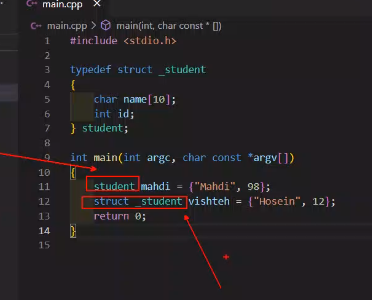 main.cpp
main.cpp > main(int, char const * [])
1 #include <stdio.h>
2
3 typedef struct _student
4 {
5 char name[10];
6 int id;
7 } student;
8
9 int main(int argc, char const *argv[])
10 {
11 student mahdi = {"Mahdi", 98};
12 struct _student vishteh = {"Hosein", 12};
13 return 0;
14 }
15